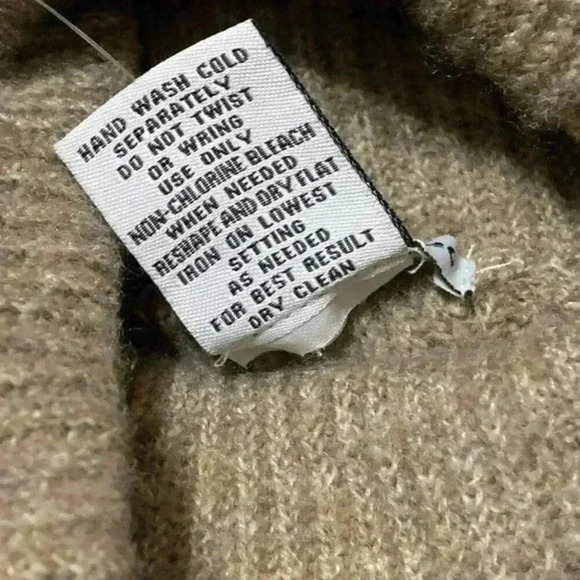 HAND WASH COLD
SEPARATELY
DO NOT TWIST
OR WRING
USE ONLY
NON-CHLORINE BLEACH
WHEN NEEDED
RESHAPE AND DRY FLAT
IRON ON LOWEST
SETTING
AS NEEDED
FOR BEST RESULT
DRY CLEAN